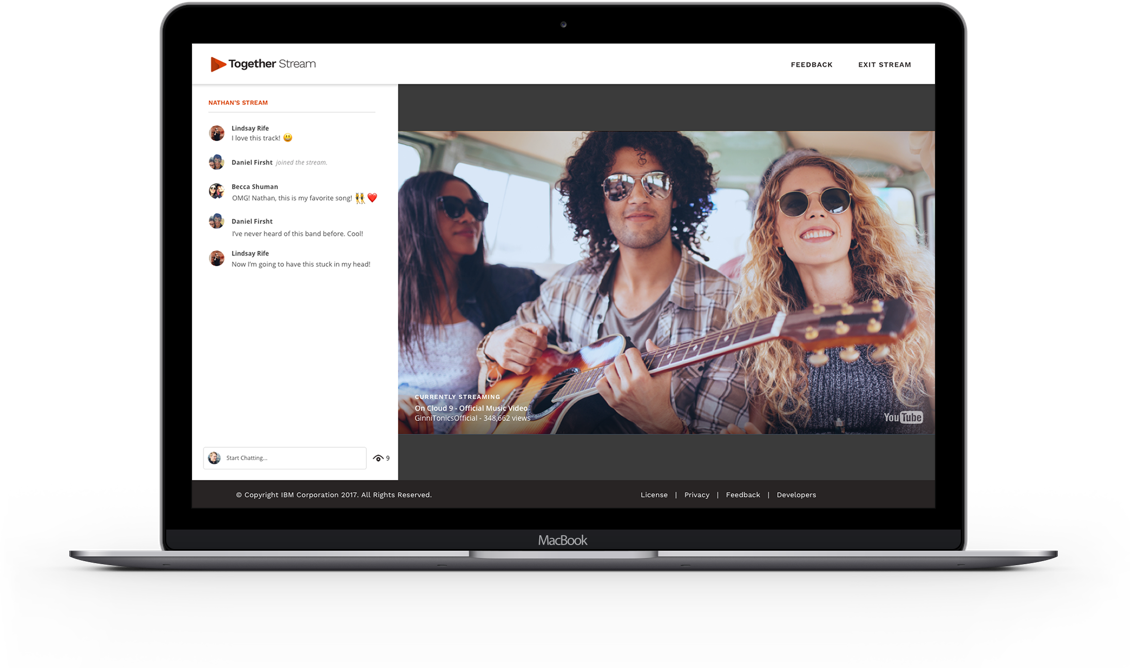 Together Stream
FEEDBACK
EXIT STREAM
NATHAN'S STREAM
Lindsay Rife
I love this track! 😃
Daniel Firsht joined the stream.
Becca Shuman
OMG! Nathan, this is my favorite song! 👯 ❤️
Daniel Firsht
I've never heard of this band before. Cool!
Lindsay Rife
Now I'm going to have this stuck in my head!
Start Chatting...
9
CURRENTLY STREAMING
On Cloud 9 - Official Music Video
GinniTonicsOfficial - 348,662 views
YouTube
© Copyright IBM Corporation 2017. All Rights Reserved.
License | Privacy | Feedback | Developers
MacBook